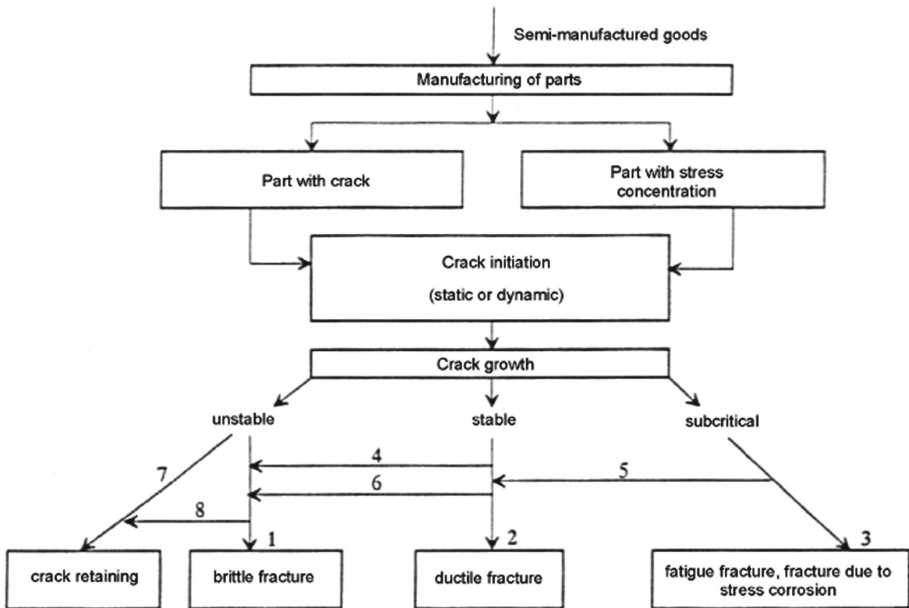 Semi-manufactured goods
Manufacturing of parts
Part with crack
Part with stress
concentration
Crack initiation
(static or dynamic)
Crack growth
unstable
stable
subcritical
4
7
5
6
8
1
2
3
crack retaining
brittle fracture
ductile fracture
fatigue fracture, fracture due to
stress corrosion